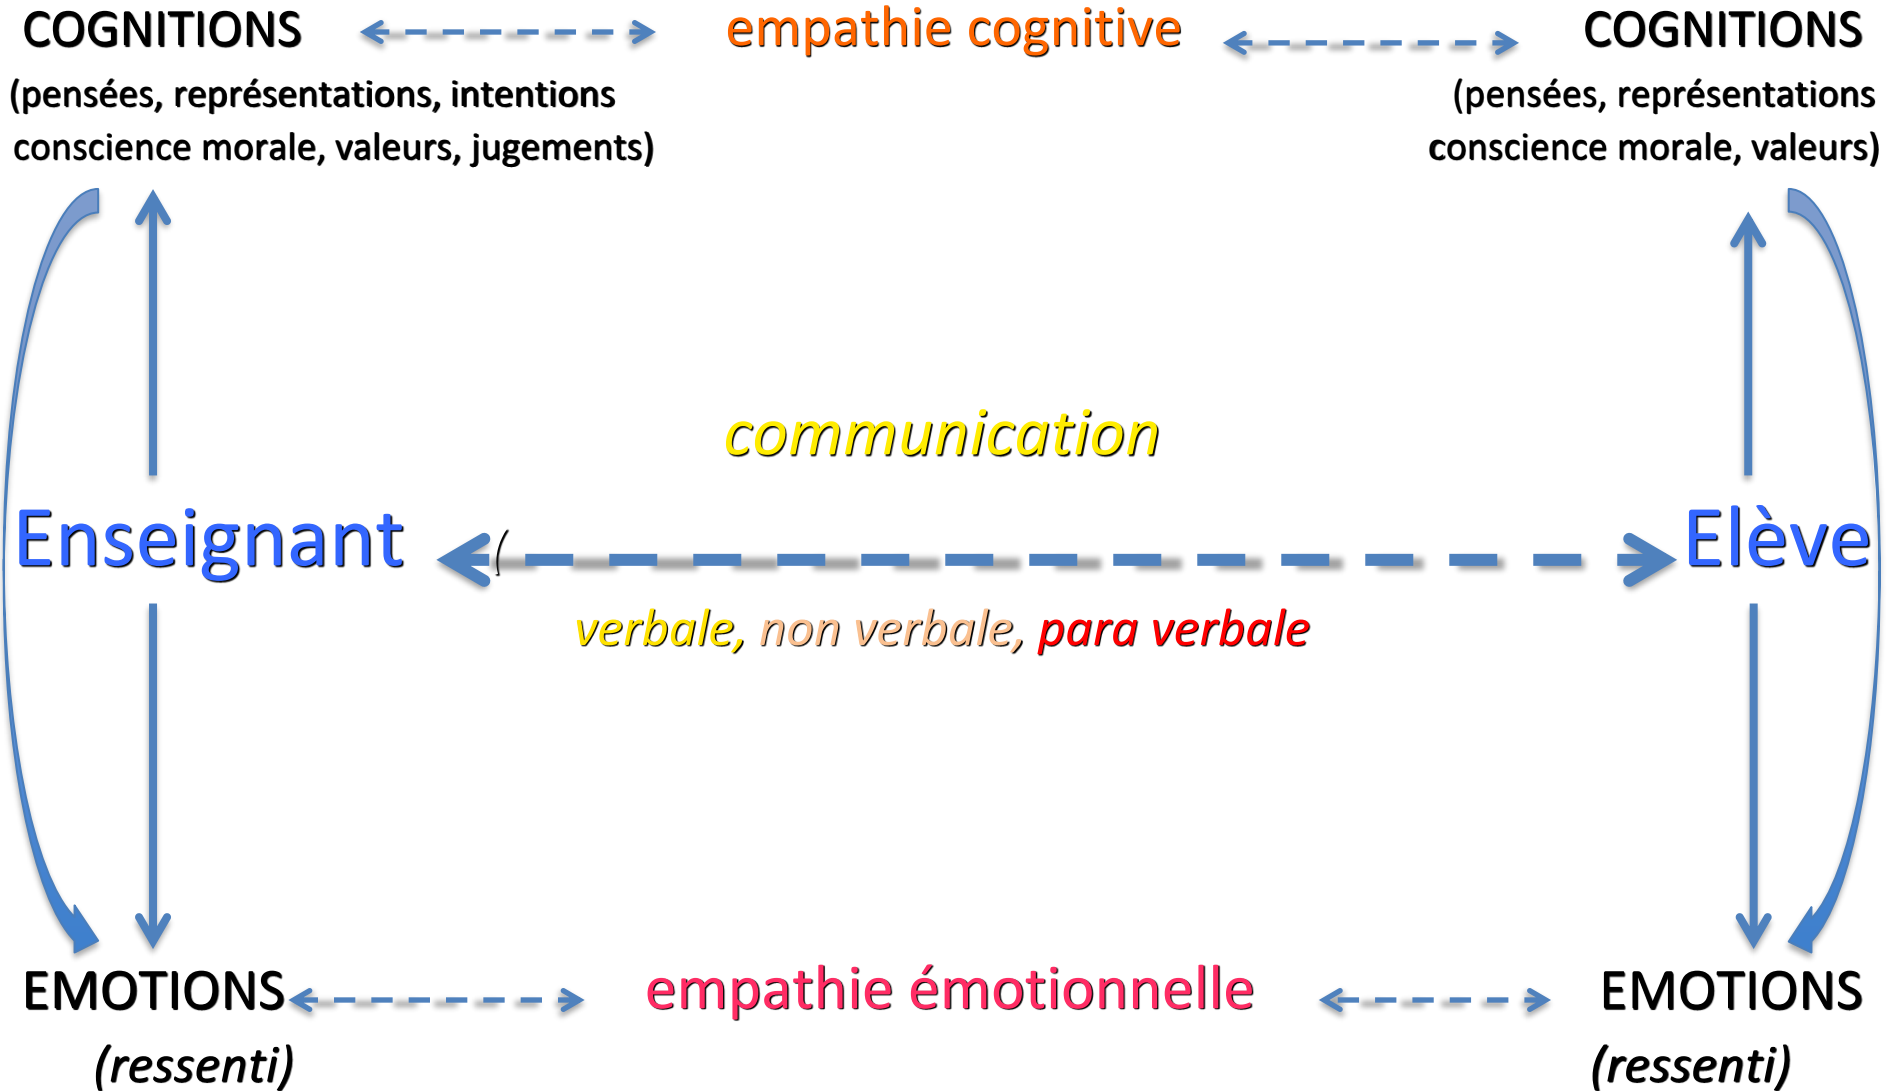 COGNITIONS empathie cognitive COGNITIONS
(pensées, représentations, intentions (pensées, représentations
conscience morale, valeurs, jugements) conscience morale, valeurs)
communication
Enseignant ( Elève
verbale, non verbale, para verbale
EMOTIONS empathie émotionnelle EMOTIONS
(ressenti) (ressenti)